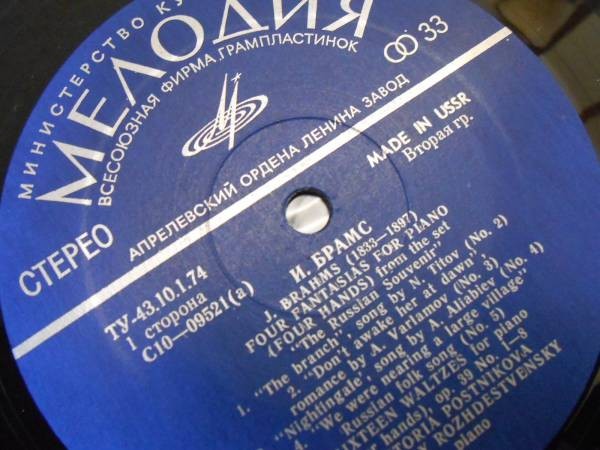 МИНИСТЕРСТВО
МЕЛОДИЯ
ВСЕСОЮЗНАЯ ФИРМА ГРАМПЛАСТИНОК
33
АПРЕЛЕВСКИЙ ОРДЕНА ЛЕНИНА ЗАВОД
MADE IN USSR
СТЕРЕО
Вторая гр.
ТУ-43.10.1.74
1 сторона
С10—09521(а)
И. БРАМС
J. BRAHMS (1833—1897)
FOUR FANTASIAS FOR PIANO
(FOUR HANDS) from the set
"The Russian Souvenir"
1. "The branch", song by N. Titov (No. 2)
2. "Don't awake her at dawn",
romance by A. Varlamov (No. 3)
"Nightingale", song by A. Aliabiev (No. 4)
4. "We were nearing a large village"
Russian folk song (No. 5)
WALTZES for piano
hands), op. 39 No. 1—8
POSTNIKOVA
ROZHDESTVENSKY
piano